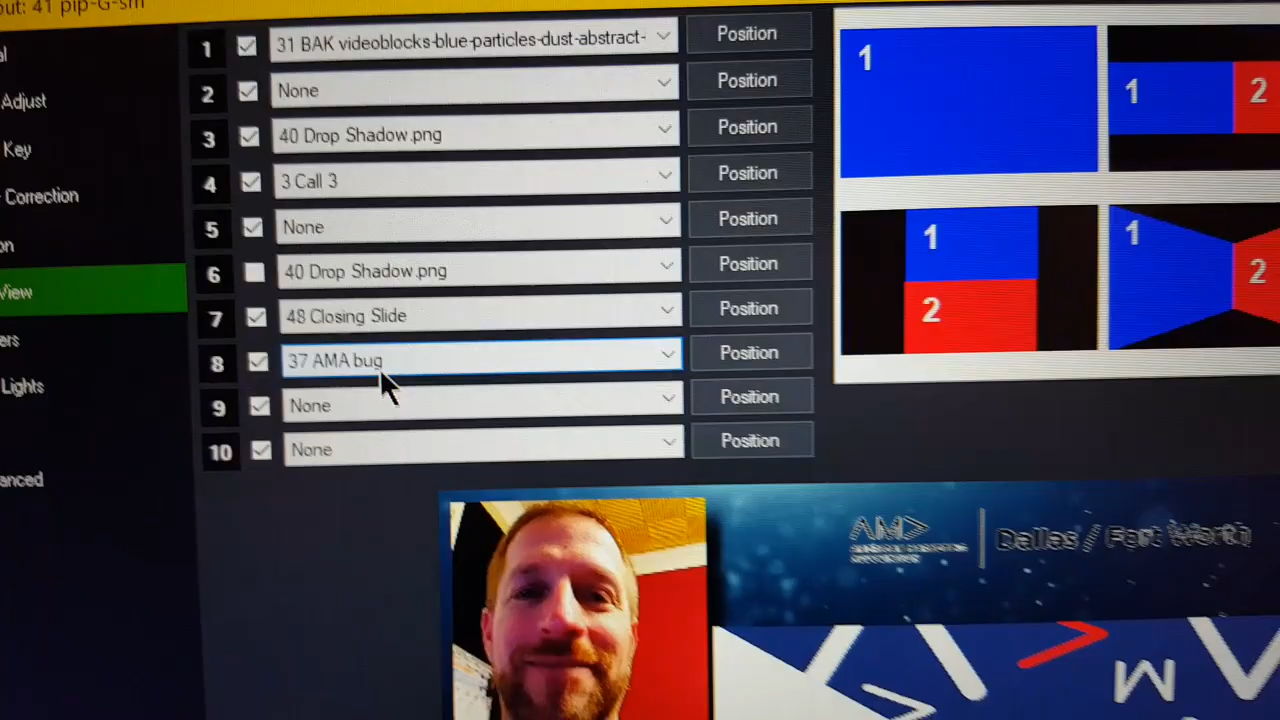 out: 41 pip-G-sm
1 31 BAK videoblocks-blue-particles-dust-abstract- Position
2 None Position
3 40 Drop Shadow.png Position
4 3 Call 3 Position
5 None Position
6 40 Drop Shadow.png Position
7 48 Closing Slide Position
8 37 AMA bug Position
9 None Position
10 None Position
al
Adjust
Key
Correction
on
View
ers
Lights
anced
1
1 2
1
2
1 2
AMA Dallas / Fort Worth
M